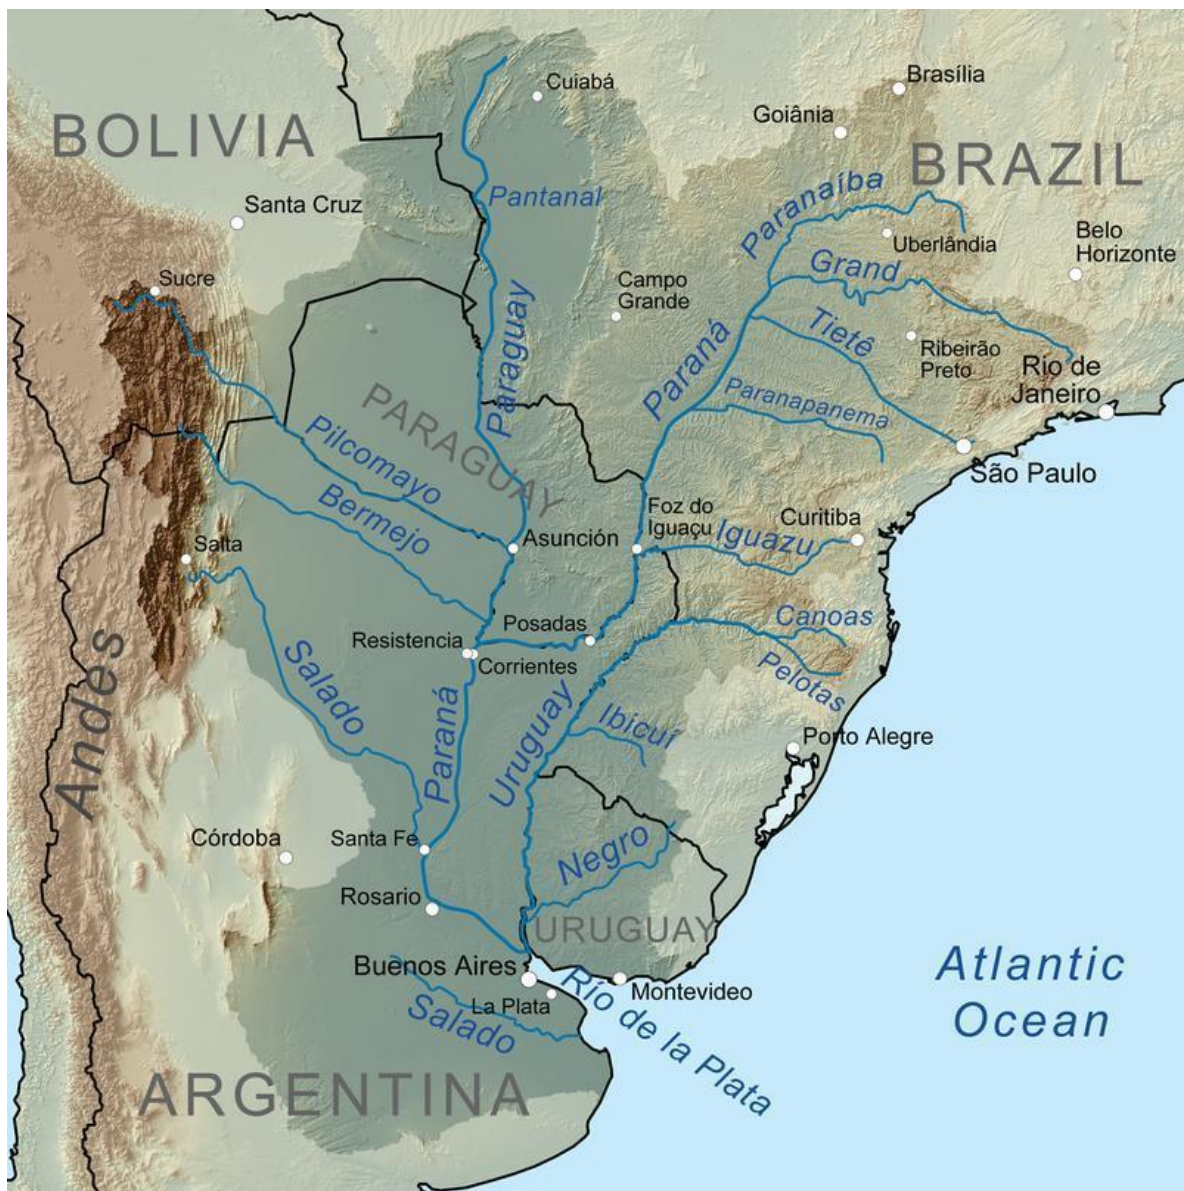 Cuiabá
Brasília
Goiânia
BOLIVIA
BRAZIL
Pantanal
Paranaíba
Santa Cruz
Uberlândia
Belo
Horizonte
Sucre
Campo
Grande
Grand
Paraguay
Paraná
Tietê
Ribeirão
Preto
Rio de
Janeiro
PARAGUAY
Paranapanema
Pilcomayo
São Paulo
Bermejo
Foz do
Iguaçu
Curitiba
Iguazu
Asunción
Salta
Canoas
Posadas
Resistencia
Corrientes
Pelotas
Salado
Andes
Paraná
Uruguay
Ibicuí
Porto Alegre
Córdoba
Santa Fe
Negro
Rosario
URUGUAY
Buenos Aires
Atlantic
Ocean
La Plata
Montevideo
Salado
Río de la Plata
ARGENTINA